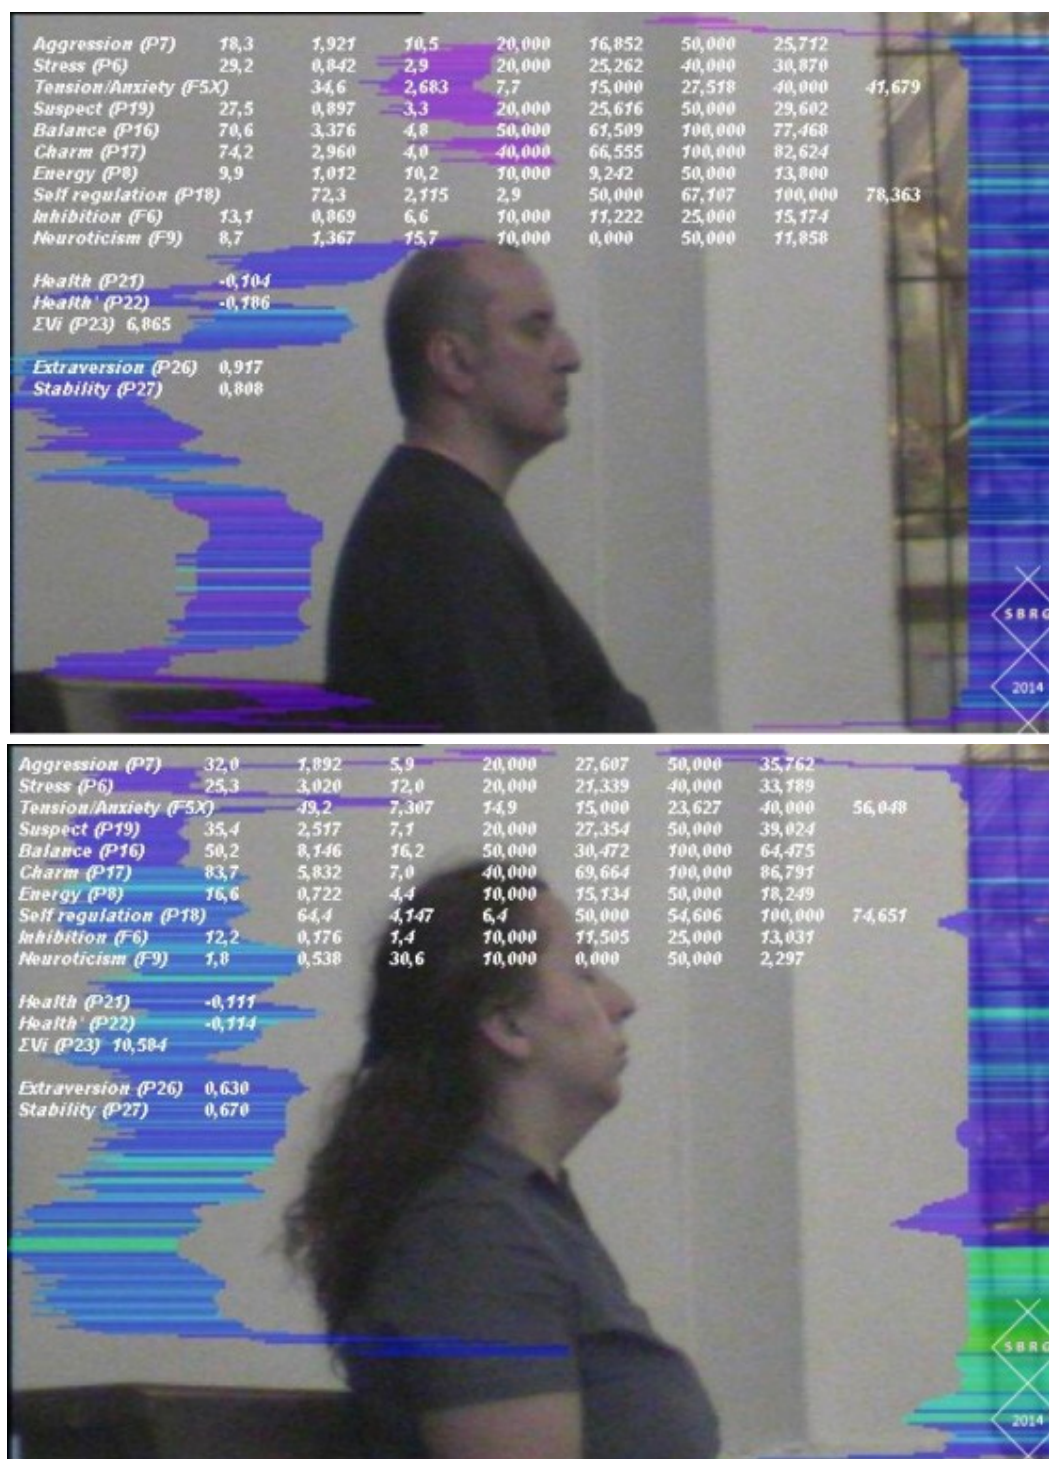 Aggression (P7) 18,3 1,921 10,5 20,000 16,852 50,000 25,712
Stress (P6) 29,2 0,842 2,9 20,000 25,262 40,000 30,870
Tension/Anxiety (F5X) 34,6 2,683 7,7 15,000 27,518 40,000 41,679
Suspect (P19) 27,5 0,897 3,3 20,000 25,616 50,000 29,602
Balance (P16) 70,6 3,376 4,8 50,000 61,509 100,000 77,468
Charm (P17) 74,2 2,960 4,0 40,000 66,555 100,000 82,624
Energy (P8) 9,9 1,012 10,2 10,000 9,242 50,000 13,800
Self regulation (P18) 72,3 2,115 2,9 50,000 67,107 100,000 78,363
Inhibition (F6) 13,1 0,869 6,6 10,000 11,222 25,000 15,174
Neuroticism (F9) 8,7 1,367 15,7 10,000 0,000 50,000 11,858
Health (P21) -0,104
Health' (P22) -0,186
ΣVi (P23) 6,865
Extraversion (P26) 0,917
Stability (P27) 0,808
SBRG
2014
Aggression (P7) 32,0 1,892 5,9 20,000 27,607 50,000 35,762
Stress (P6) 25,3 3,020 12,0 20,000 21,339 40,000 33,189
Tension/Anxiety (F5X) 49,2 7,307 14,9 15,000 23,627 40,000 56,048
Suspect (P19) 35,4 2,517 7,1 20,000 27,354 50,000 39,024
Balance (P16) 50,2 8,146 16,2 50,000 30,472 100,000 64,475
Charm (P17) 83,7 5,832 7,0 40,000 69,664 100,000 86,791
Energy (P8) 16,6 0,722 4,4 10,000 15,134 50,000 18,249
Self regulation (P18) 64,4 4,147 6,4 50,000 54,606 100,000 74,651
Inhibition (F6) 12,2 0,176 1,4 10,000 11,505 25,000 13,031
Neuroticism (F9) 1,8 0,538 30,6 10,000 0,000 50,000 2,297
Health (P21) -0,111
Health' (P22) -0,114
ΣVi (P23) 10,584
Extraversion (P26) 0,630
Stability (P27) 0,670
SBRG
2014